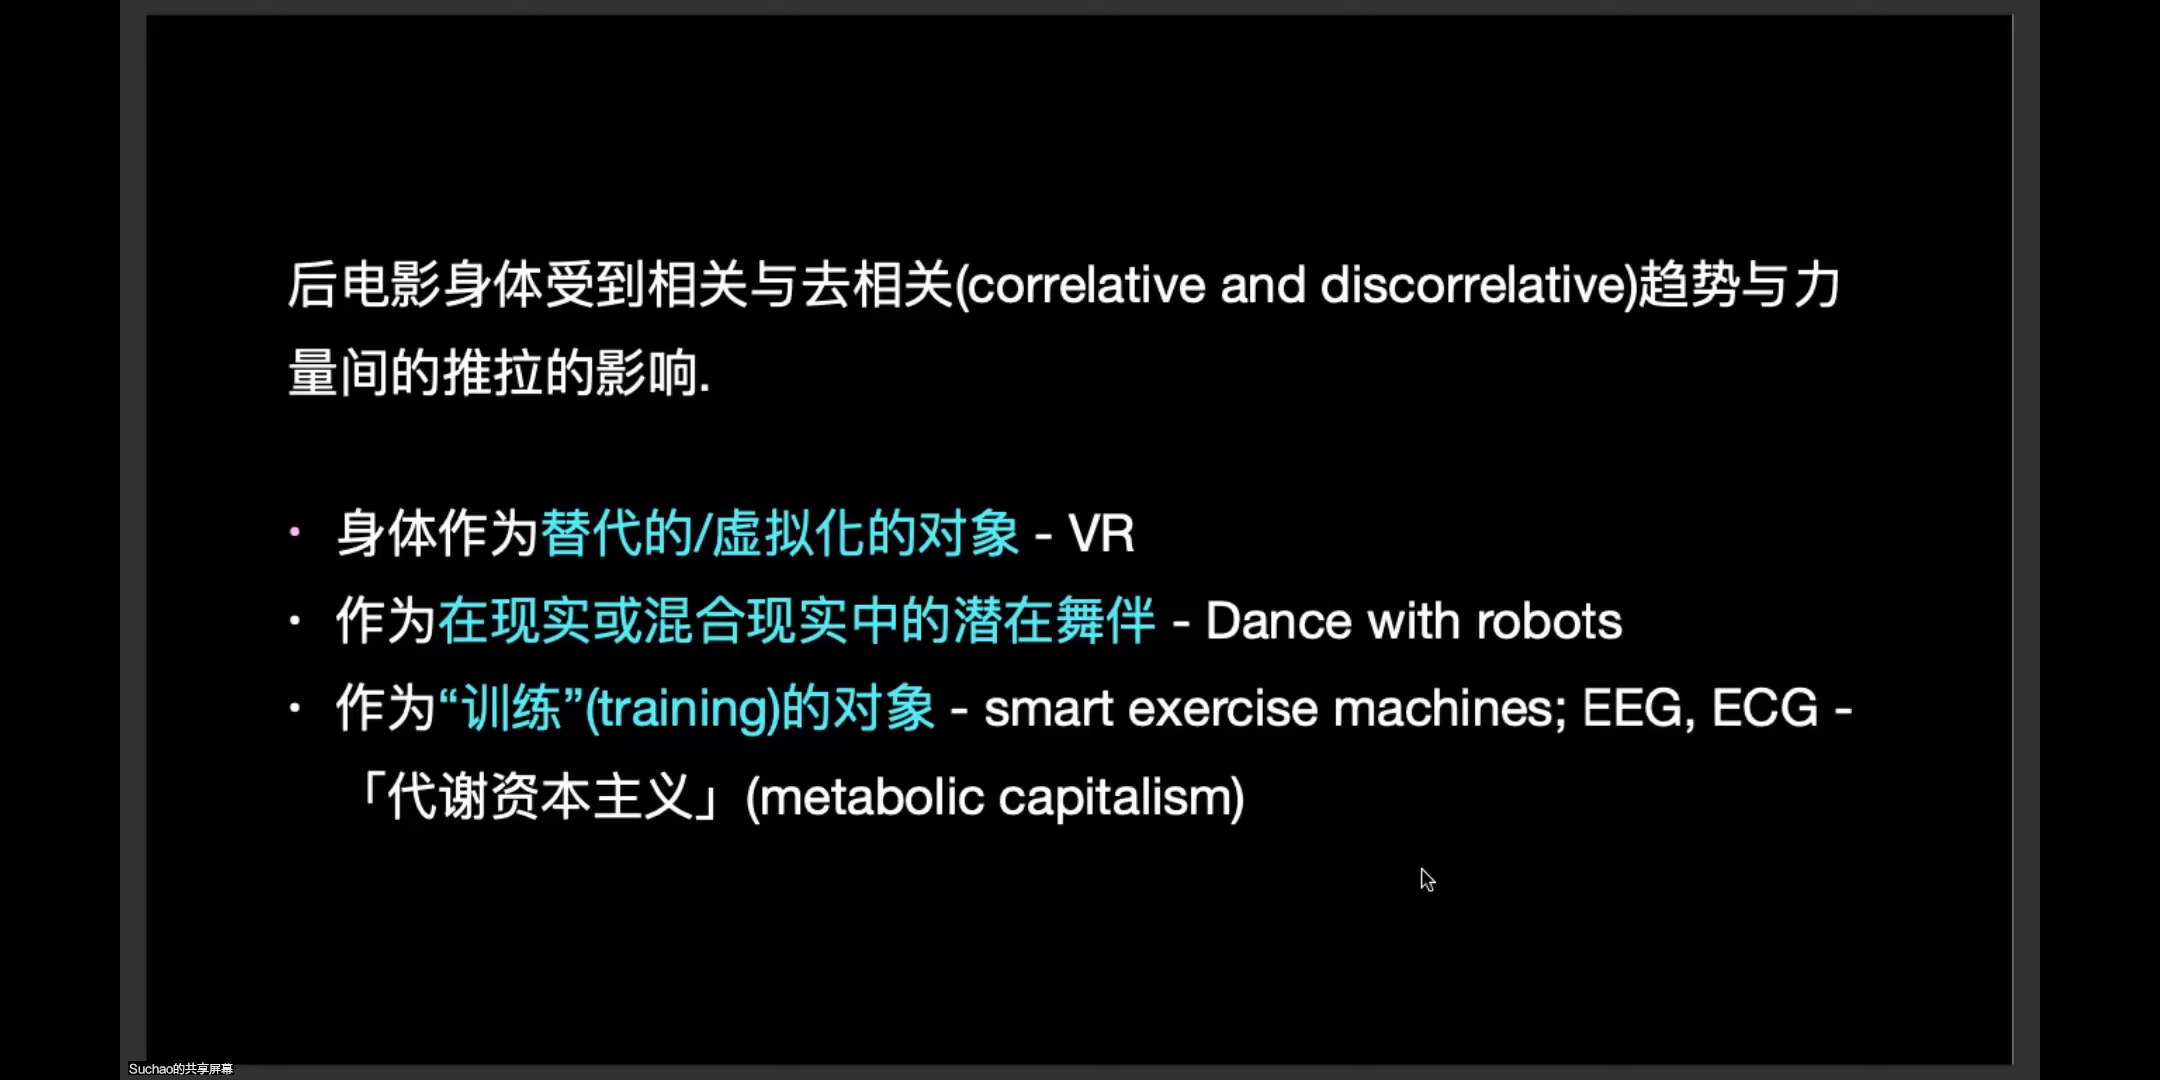 后电影身体受到相关与去相关(correlative and discorrelative)趋势与力
量间的推拉的影响.
• 身体作为替代的/虚拟化的对象 - VR
• 作为在现实或混合现实中的潜在舞伴 - Dance with robots
• 作为“训练”(training)的对象 - smart exercise machines; EEG, ECG -
「代谢资本主义」(metabolic capitalism)
Suchao的共享屏幕